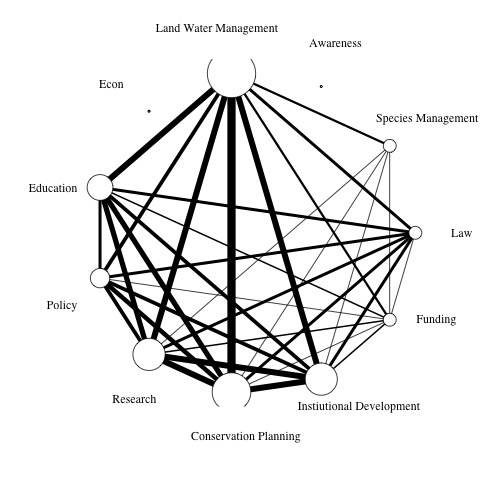 Land Water Management
Awareness
Econ
Species Management
Education
Law
Policy
Funding
Research
Instiutional Development
Conservation Planning